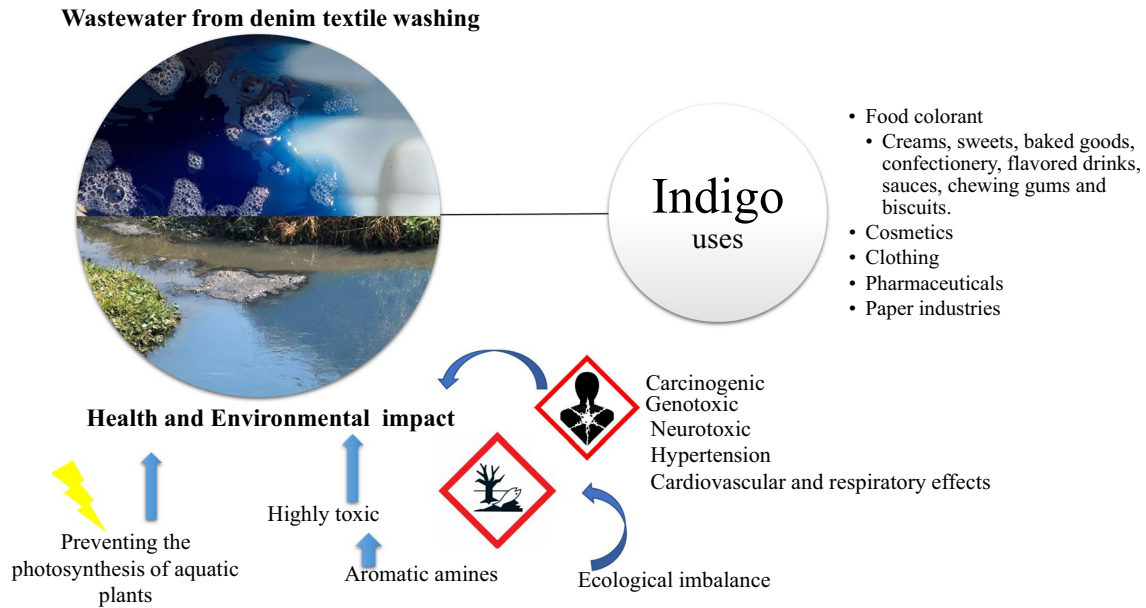 Wastewater from denim textile washing
Indigo
uses
• Food colorant
• Creams, sweets, baked goods,
confectionery, flavored drinks,
sauces, chewing gums and
biscuits.
• Cosmetics
• Clothing
• Pharmaceuticals
• Paper industries
Health and Environmental impact
Carcinogenic
Genotoxic
Neurotoxic
Hypertension
Cardiovascular and respiratory effects
Highly toxic
Preventing the
photosynthesis of aquatic
plants
Aromatic amines
Ecological imbalance